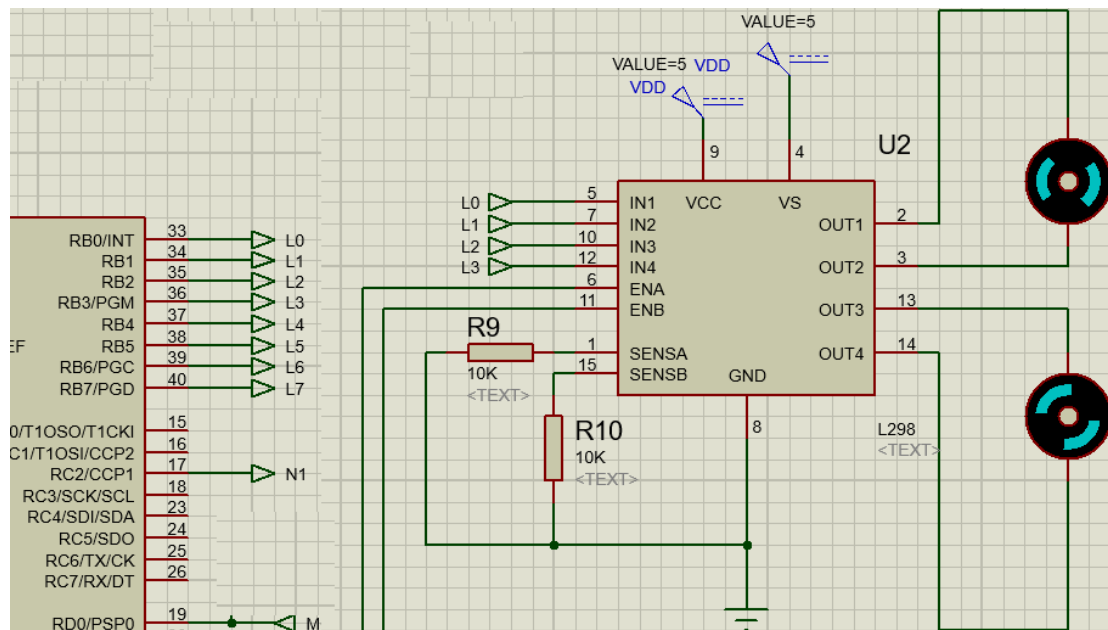 VALUE=5
VALUE=5 VDD
VDD
U2
9
4
VCC
VS
L0
5
IN1
L1
7
IN2
L2
10
IN3
L3
12
IN4
6
ENA
11
ENB
1
SENSA
15
SENSB
GND
8
OUT1
2
OUT2
3
OUT3
13
OUT4
14
L298
<TEXT>
R9
10K
<TEXT>
R10
10K
<TEXT>
RB0/INT
33
L0
RB1
34
L1
RB2
35
L2
RB3/PGM
36
L3
RB4
37
L4
EF
RB5
38
L5
RB6/PGC
39
L6
RB7/PGD
40
L7
0/T1OSO/T1CKI
15
C1/T1OSI/CCP2
16
RC2/CCP1
17
N1
RC3/SCK/SCL
18
RC4/SDI/SDA
23
RC5/SDO
24
RC6/TX/CK
25
RC7/RX/DT
26
RD0/PSP0
19
M